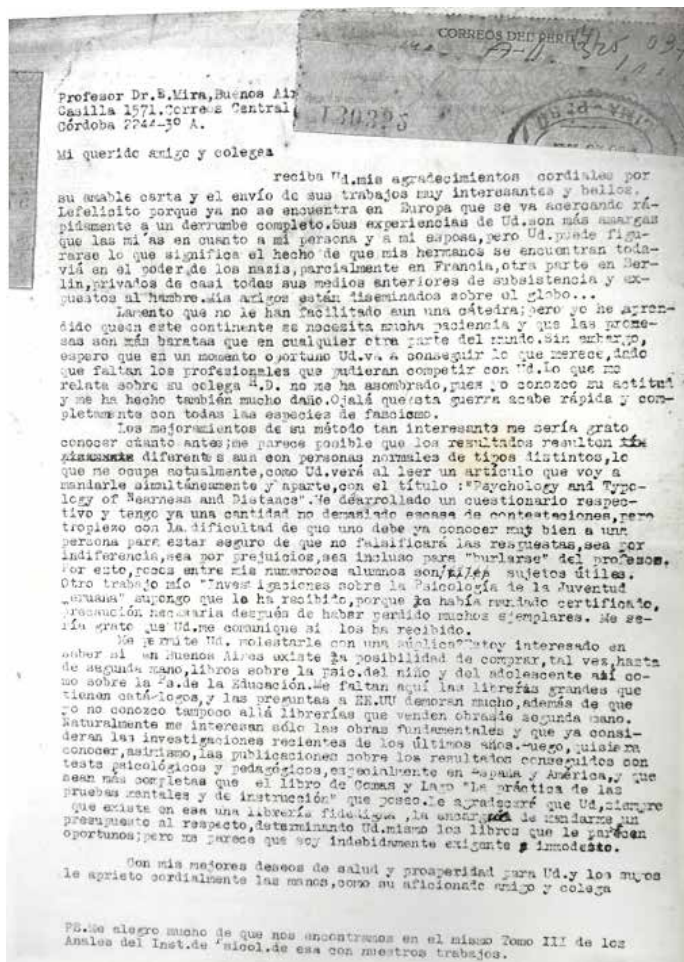 CORREOS DEL PERU
130325
Profesor Dr.E.Mira,Buenos Air
Casilla 1571.Correos Central
Córdoba 2244-3º A.
Mi querido amigo y colega
reciba Ud.mis agradecimientos cordiales por
su amable carta y el envío de sus trabajos muy interesantes y bellos.
Lefelicito porque ya no se encuentra en Europa que se va acercando rá-
pidamente a un derrumbe completo.Sus experiencias de Ud.son más amargas
que las mías en cuanto a mi persona y a mi esposa,pero Ud.puede figu-
rarse lo que significa el hecho de que mis hermanos se encuentran toda-
viá en el poder de los nazis,parcialmente en Francia,otra parte en Ber-
lin,privados de casi todas sus medios anteriores de subsistencia y ex-
puestos al hambre.Mis amigos están diseminados sobre el globo...
Lamento que no le han facilitado aun una cátedra;pero yo he apren-
dido queen este continente se necesita mucha paciencia y que las prome-
sas son más baratas que en cualquier otra parte del mundo.Sin embargo,
espero que en un momento oportuno Ud.va a conseguir lo que merece,dado
que faltan los profesionales que pudieran competir con Ud.Lo que me
relata sobre su colega M.D. no me ha asombrado,pues yo conozco su actitud
y me ha hecho también mucho daño.Ojalá queesta guerra acabe rápida y com-
pletamente con todas las especies de fascismo.
Los mejoramientos de su método tan interesante me sería grato
conocer cuanto antes;me parece posible que los resultados resulten
diferentes aun con personas normales de tipos distintos,lo
que me ocupa actualmente,como Ud.verá al leer un artículo que voy a
mandarle simultáneamente y aparte,con el título :"Psychology and Typo-
logy of Nearness and Distance".He desarrollado un cuestionario respec-
tivo y tengo ya una cantidad no demasiado escasa de contestaciones,pero
tropiezo con la dificultad de que uno debe ya conocer muy bien a una
persona para estar seguro de que no falsificará las respuestas,sea por
indiferencia,sea por prejuicios,sea incluso para "burlarse" del profesor.
Por esto,pocos entre mis numerosos alumnos son sujetos útiles.
Otro trabajo mío "Investigaciones sobre la Psicología de la Juventud
Peruana" supongo que lo ha recibido,porque le había mandado certificado,
precaución necesaria después de haber perdido muchos ejemplares. Me se-
ría grato que Ud.me comunique si los ha recibido.
Me permite Ud. molestarle con una súplica?Estoy interesado en
saber si en Buenos Aires existe la posibilidad de comprar,tal vez,hasta
de segunda mano,libros sobre la psic.del niño y del adolescente así co-
mo sobre la Ps.de la Educación.Me faltan aquí las librerías grandes que
tienen catálogos,y las preguntas a EE.UU demoran mucho,además de que
yo no conozco tampoco allá librerías que venden obrasde segunda mano.
Naturalmente me interesan sólo las obras fundamentales y que ya consi-
deran las investigaciones recientes de los últimos años.Luego,quisiera
conocer,asimismo,las publicaciones sobre los resultados conseguidos con
tests psicológicos y pedagógicos,especialmente en España y América,y que
sean más completas que el libro de Comas y Lago "La práctica de las
pruebas mentales y de instrucción" que poseo.Le agradeceré que Ud,siempre
que exista en esa una librería fidedigna ,la encargue de mandarme un
presupuesto al respecto,determinando Ud.mismo los libros que le parecen
oportunos;pero me parece que soy indebidamente exigente e inmodesto.
Con mis mejores deseos de salud y prosperidad para Ud.y los suyos
le aprieto cordialmente las manos,como su aficionado amigo y colega
PS.Me alegro mucho de que nos encontramos en el mismo Tomo III de los
Anales del Inst.de Psicol.de esa con nuestros trabajos.